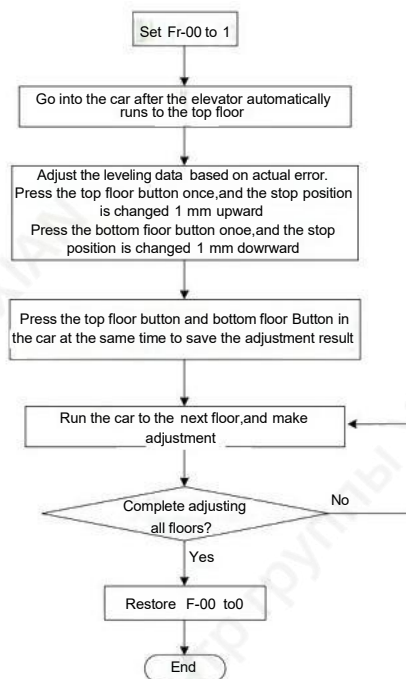 Set Fr-00 to 1
Go into the car after the elevator automatically
runs to the top floor
Adjust the leveling data based on actual error.
Press the top floor button once,and the stop position
is changed 1 mm upward
Press the bottom fioor button onoe,and the stop
position is changed 1 mm dowrward
Press the top floor button and bottom floor Button in
the car at the same time to save the adjustment result
Run the car to the next floor,and make
adjustment
Complete adjusting
all floors?
No
Yes
Restore F-00 to0
End
XIAN
тр группы